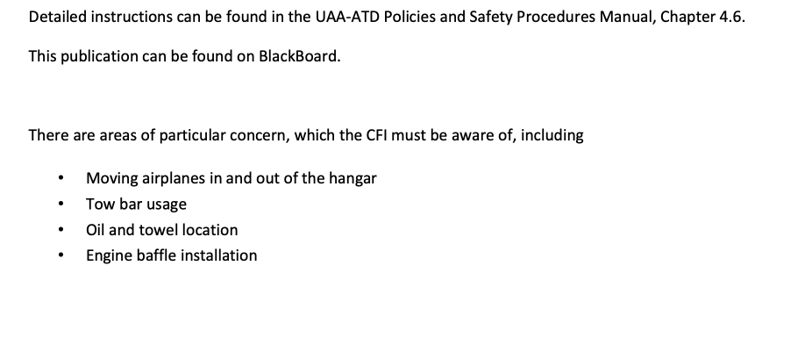 Detailed instructions can be found in the UAA-ATD Policies and Safety Procedures Manual, Chapter 4.6.
This publication can be found on BlackBoard.
There are areas of particular concern, which the CFI must be aware of, including
• Moving airplanes in and out of the hangar
• Tow bar usage
• Oil and towel location
• Engine baffle installation